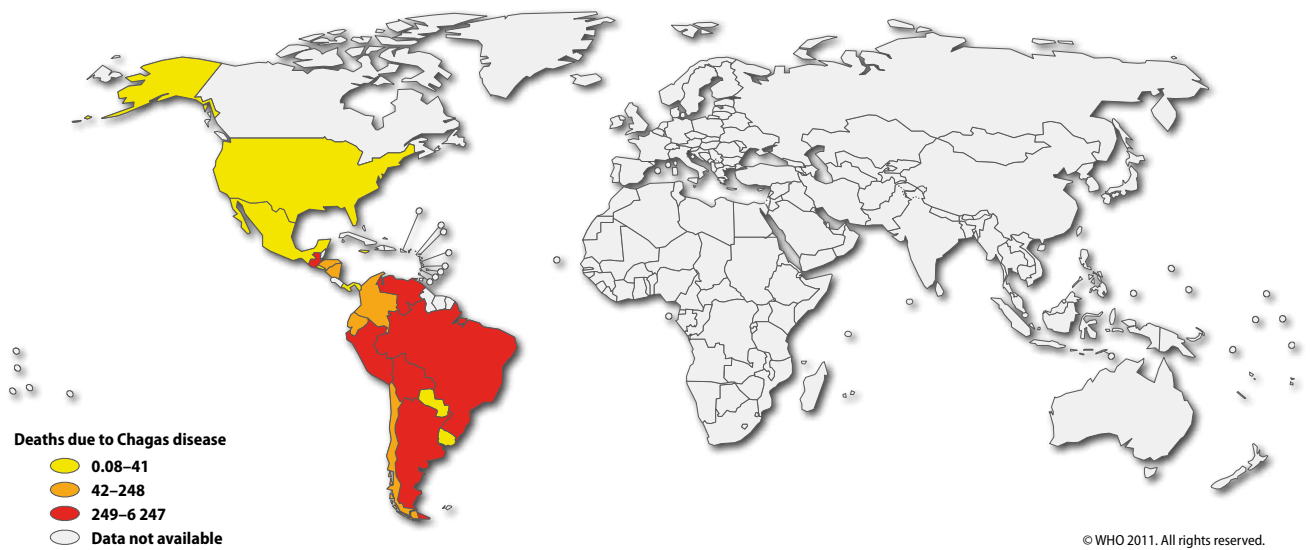 Deaths due to Chagas disease
0.08–41
42–248
249–6 247
Data not available
© WHO 2011. All rights reserved.